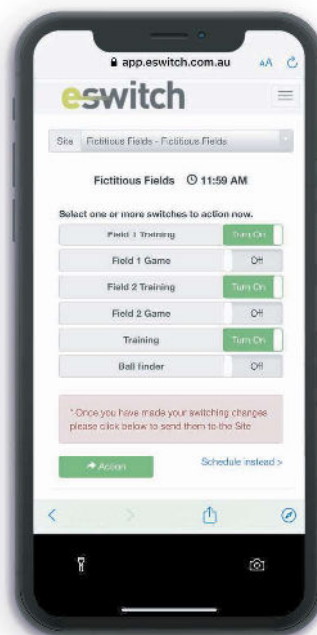 app.eswitch.com.au AA
eswitch
Site Fictitious Fields - Fictitious Fields
Fictitious Fields 11:59 AM
Select one or more switches to action now.
Field 1 Training Turn On
Field 1 Game Off
Field 2 Training Turn On
Field 2 Game Off
Training Turn On
Ball finder Off
* Once you have made your switching changes
please click below to send them to the Site
Action Schedule instead >